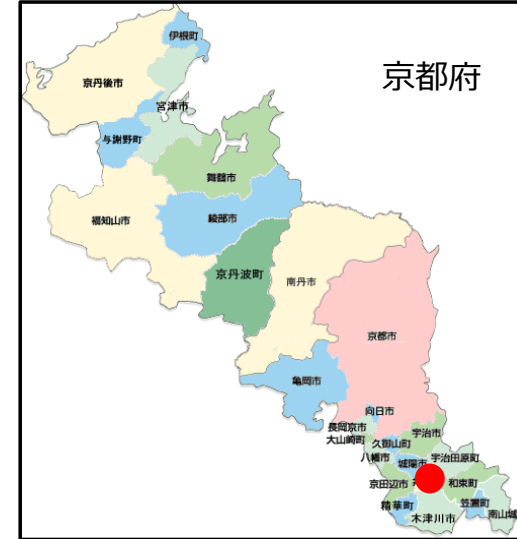 京都府
伊根町
京丹後市
宮津市
与謝野町
舞鶴市
福知山市
綾部市
京丹波町
南丹市
京都市
亀岡市
向日市
長岡京市
大山崎町
宇治市
久御山町
八幡市
宇治田原町
城陽市
京田辺市
和束町
精華町
笠置町
木津川市
南山城